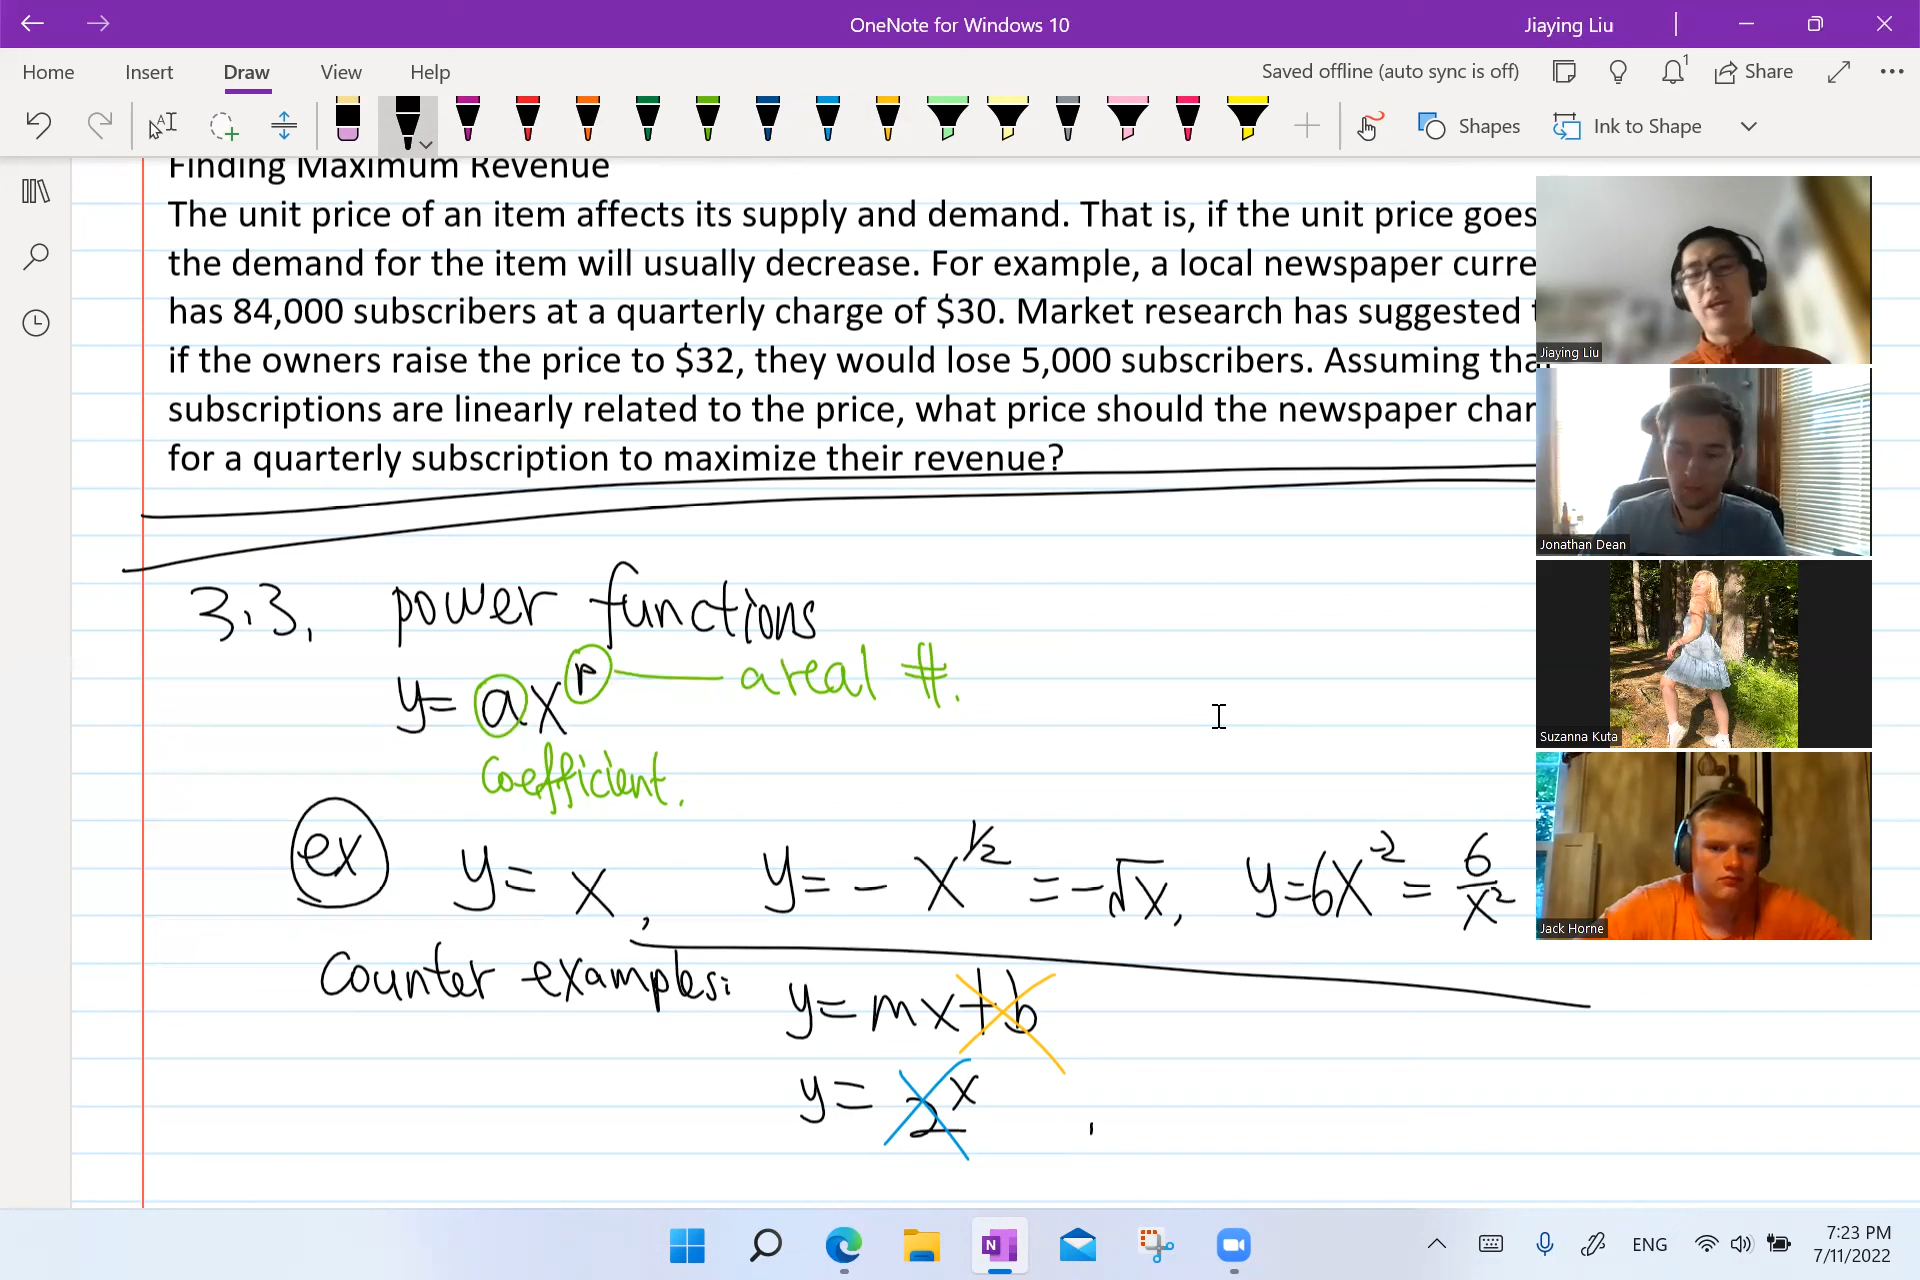 OneNote for Windows 10
Jiaying Liu
Home Insert Draw View Help
Saved offline (auto sync is off)
1
Share
Shapes
Ink to Shape
Finding Maximum Revenue
The unit price of an item affects its supply and demand. That is, if the unit price goes
the demand for the item will usually decrease. For example, a local newspaper curre
has 84,000 subscribers at a quarterly charge of $30. Market research has suggested t
if the owners raise the price to $32, they would lose 5,000 subscribers. Assuming tha
subscriptions are linearly related to the price, what price should the newspaper char
for a quarterly subscription to maximize their revenue?
Jiaying Liu
Jonathan Dean
Suzanna Kuta
Jack Horne
3.3. power functions
y = ax^r — a real #.
coefficient.
ex y = x, y = - x^1/2 = -√x, y = 6x^-2 = 6/x^2
Counter examples:
y = mx + b
y = 2^x
N
ENG
7:23 PM
7/11/2022